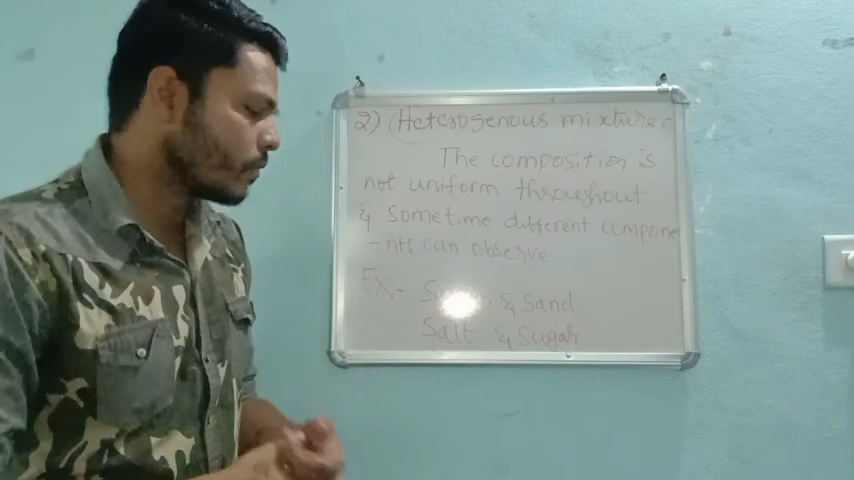 2) Heterogenous mixture:-
The composition is
not uniform throughout
& sometime different compone
-nts can observe
Ex- & Sand
Salt & Sugar